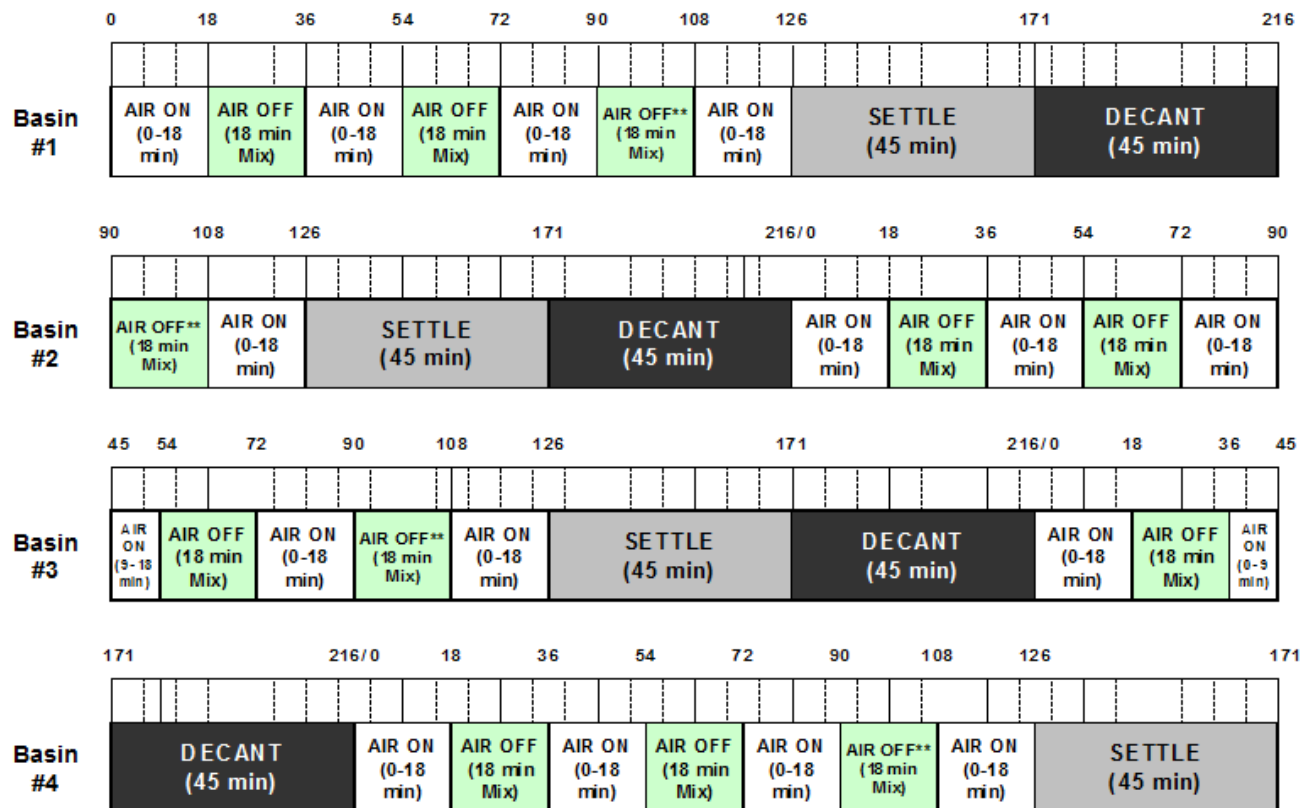 0 18 36 54 72 90 108 126 171 216
Basin
#1
AIR ON
(0-18
min)
AIR OFF
(18 min
Mix)
AIR ON
(0-18
min)
AIR OFF
(18 min
Mix)
AIR ON
(0-18
min)
AIR OFF**
(18 min
Mix)
AIR ON
(0-18
min)
SETTLE
(45 min)
DECANT
(45 min)
90 108 126 171 216/0 18 36 54 72 90
Basin
#2
AIR OFF**
(18 min
Mix)
AIR ON
(0-18
min)
SETTLE
(45 min)
DECANT
(45 min)
AIR ON
(0-18
min)
AIR OFF
(18 min
Mix)
AIR ON
(0-18
min)
AIR OFF
(18 min
Mix)
AIR ON
(0-18
min)
45 54 72 90 108 126 171 216/0 18 36 45
Basin
#3
AIR
ON
(9-18
min)
AIR OFF
(18 min
Mix)
AIR ON
(0-18
min)
AIR OFF**
(18 min
Mix)
AIR ON
(0-18
min)
SETTLE
(45 min)
DECANT
(45 min)
AIR ON
(0-18
min)
AIR OFF
(18 min
Mix)
AIR
ON
(0-9
min)
171 216/0 18 36 54 72 90 108 126 171
Basin
#4
DECANT
(45 min)
AIR ON
(0-18
min)
AIR OFF
(18 min
Mix)
AIR ON
(0-18
min)
AIR OFF
(18 min
Mix)
AIR ON
(0-18
min)
AIR OFF**
(18 min
Mix)
AIR ON
(0-18
min)
SETTLE
(45 min)